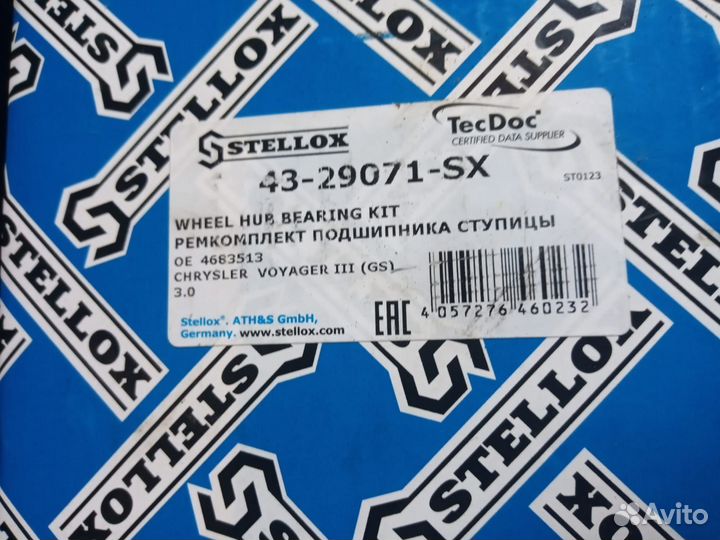 STELLOX
STELLOX
STELLOX
STELLOX
TecDoc
CERTIFIED DATA SUPPLIER
43-29071-SX
ST0123
WHEEL HUB BEARING KIT
РЕМКОМПЛЕКТ ПОДШИПНИКА СТУПИЦЫ
OE 4683513
CHRYSLER VOYAGER III (GS)
3.0
Stellox®. ATH&S GmbH,
Germany. www.stellox.com
EAC
4 057276 460232
STELLOX
STELLOX
STELLOX
STELLOX
Avito